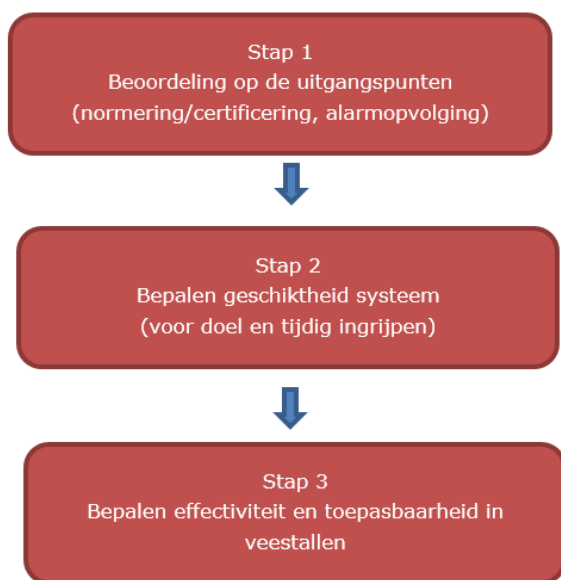 Stap 1
Beoordeling op de uitgangspunten
(normering/certificering, alarmopvolging)
Stap 2
Bepalen geschiktheid systeem
(voor doel en tijdig ingrijpen)
Stap 3
Bepalen effectiviteit en toepasbaarheid in
veestallen